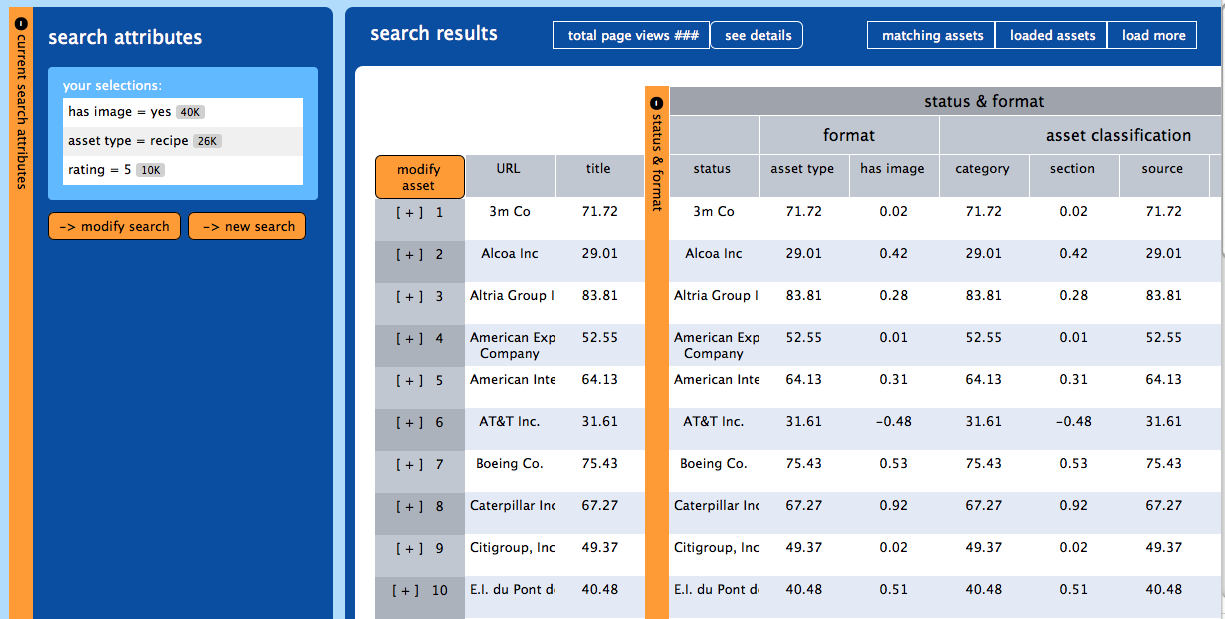 current search attributes
search attributes
your selections:
has image = yes 40K
asset type = recipe 26K
rating = 5 10K
-> modify search -> new search
search results total page views ### see details matching assets loaded assets load more
status & format
status & format
format asset classification
modify asset URL title status asset type has image category section source
[ + ] 1 3m Co 71.72 3m Co 71.72 0.02 71.72 0.02 71.72
[ + ] 2 Alcoa Inc 29.01 Alcoa Inc 29.01 0.42 29.01 0.42 29.01
[ + ] 3 Altria Group I 83.81 Altria Group I 83.81 0.28 83.81 0.28 83.81
[ + ] 4 American Exp Company 52.55 American Exp Company 52.55 0.01 52.55 0.01 52.55
[ + ] 5 American Inte 64.13 American Inte 64.13 0.31 64.13 0.31 64.13
[ + ] 6 AT&T Inc. 31.61 AT&T Inc. 31.61 -0.48 31.61 -0.48 31.61
[ + ] 7 Boeing Co. 75.43 Boeing Co. 75.43 0.53 75.43 0.53 75.43
[ + ] 8 Caterpillar Inc 67.27 Caterpillar Inc 67.27 0.92 67.27 0.92 67.27
[ + ] 9 Citigroup, Inc 49.37 Citigroup, Inc 49.37 0.02 49.37 0.02 49.37
[ + ] 10 E.I. du Pont d 40.48 E.I. du Pont d 40.48 0.51 40.48 0.51 40.48